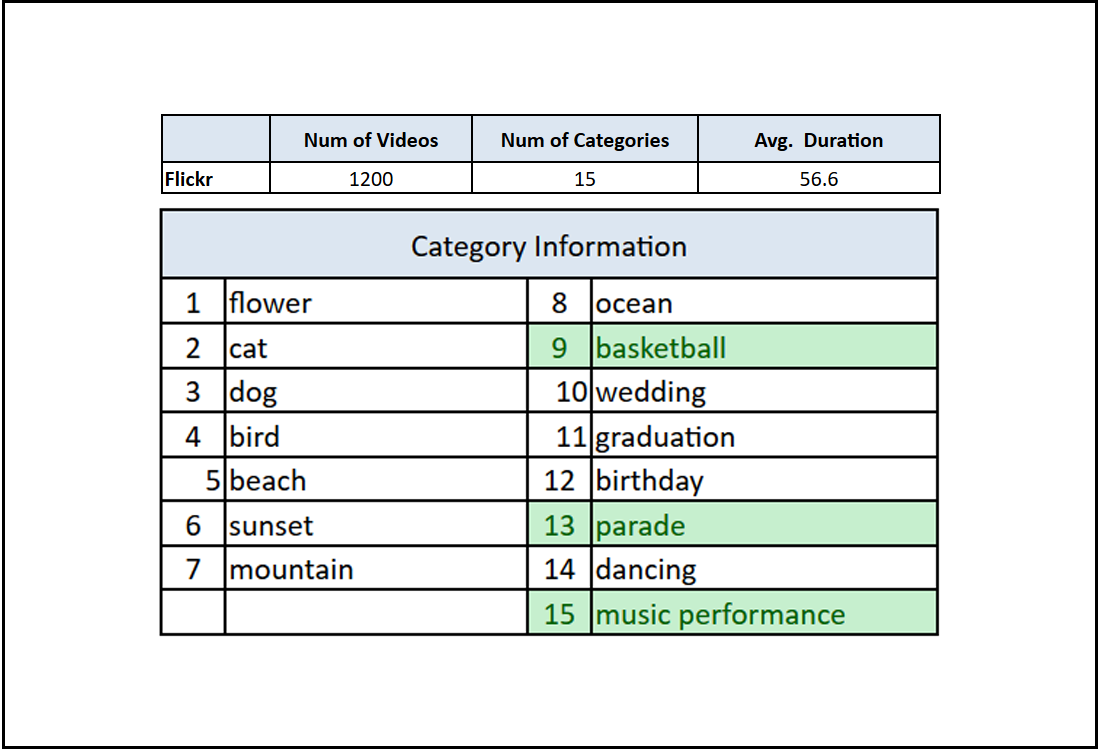 Num of Videos Num of Categories Avg. Duration
Flickr 1200 15 56.6
Category Information
1 flower 8 ocean
2 cat 9 basketball
3 dog 10 wedding
4 bird 11 graduation
5 beach 12 birthday
6 sunset 13 parade
7 mountain 14 dancing
15 music performance